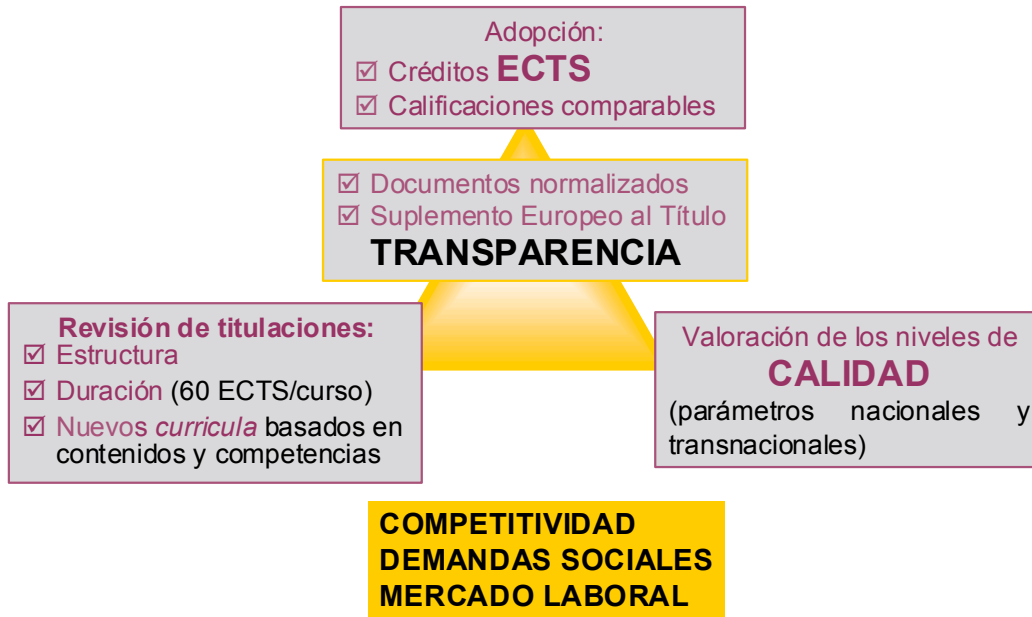 Adopción:
☑ Créditos ECTS
☑ Calificaciones comparables
☑ Documentos normalizados
☑ Suplemento Europeo al Título
TRANSPARENCIA
Revisión de titulaciones:
☑ Estructura
☑ Duración (60 ECTS/curso)
☑ Nuevos curricula basados en
contenidos y competencias
Valoración de los niveles de
CALIDAD
(parámetros nacionales y
transnacionales)
COMPETITIVIDAD
DEMANDAS SOCIALES
MERCADO LABORAL